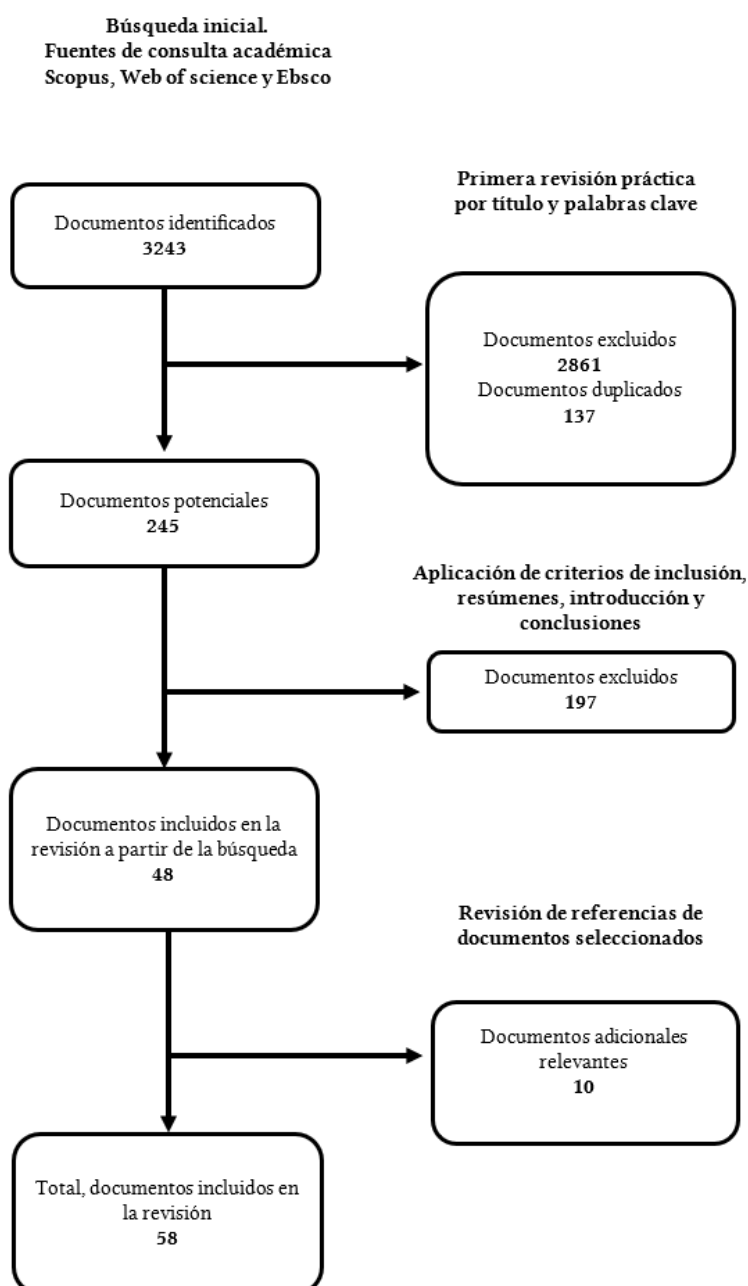 Búsqueda inicial.
Fuentes de consulta académica
Scopus, Web of science y Ebsco
Primera revisión práctica
por título y palabras clave
Documentos identificados
3243
Documentos excluidos
2861
Documentos duplicados
137
Documentos potenciales
245
Aplicación de criterios de inclusión,
resúmenes, introducción y
conclusiones
Documentos excluidos
197
Documentos incluidos en la
revisión a partir de la búsqueda
48
Revisión de referencias de
documentos seleccionados
Documentos adicionales
relevantes
10
Total, documentos incluidos en
la revisión
58